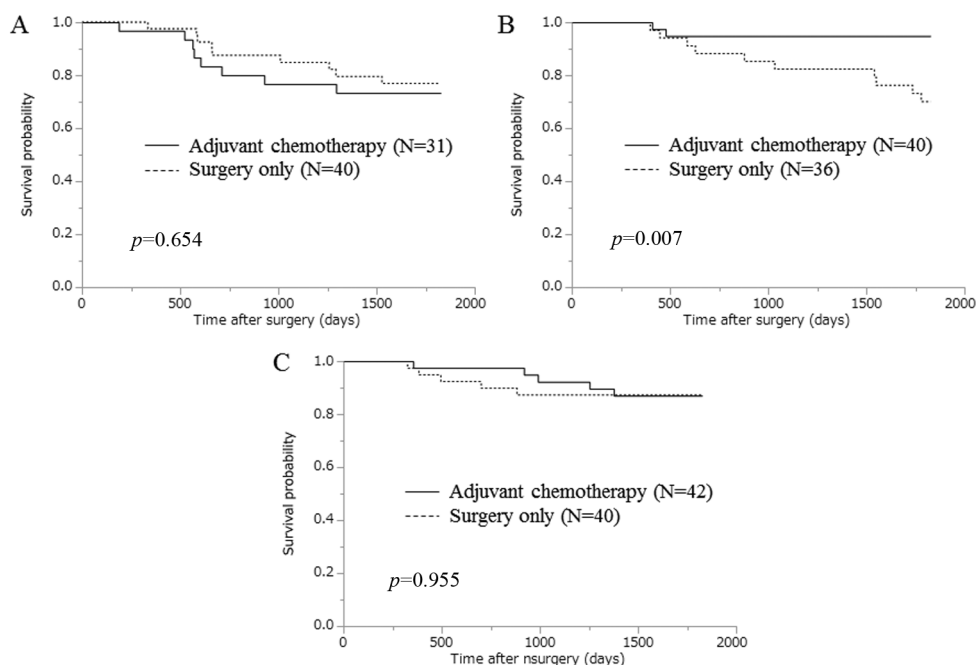 A
1.0
0.8
0.6
0.4
0.2
0.0
Survival probability
Adjuvant chemotherapy (N=31)
Surgery only (N=40)
p=0.654
0
500
1000
1500
2000
Time after surgery (days)
B
1.0
0.8
0.6
0.4
0.2
0.0
Survival probability
Adjuvant chemotherapy (N=40)
Surgery only (N=36)
p=0.007
0
500
1000
1500
2000
Time after surgery (days)
C
1.0
0.8
0.6
0.4
0.2
0.0
Survival probability
Adjuvant chemotherapy (N=42)
Surgery only (N=40)
p=0.955
0
500
1000
1500
2000
Time after nsurgery (days)